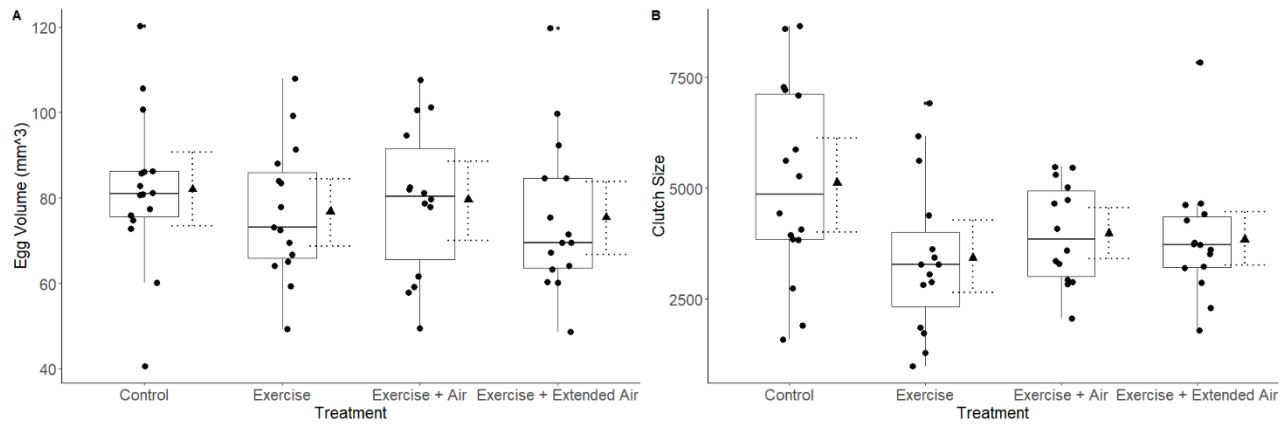 A
Egg Volume (mm^3)
120
100
80
60
40
Control Exercise Exercise + Air Exercise + Extended Air
Treatment
B
Clutch Size
7500
5000
2500
Control Exercise Exercise + Air Exercise + Extended Air
Treatment